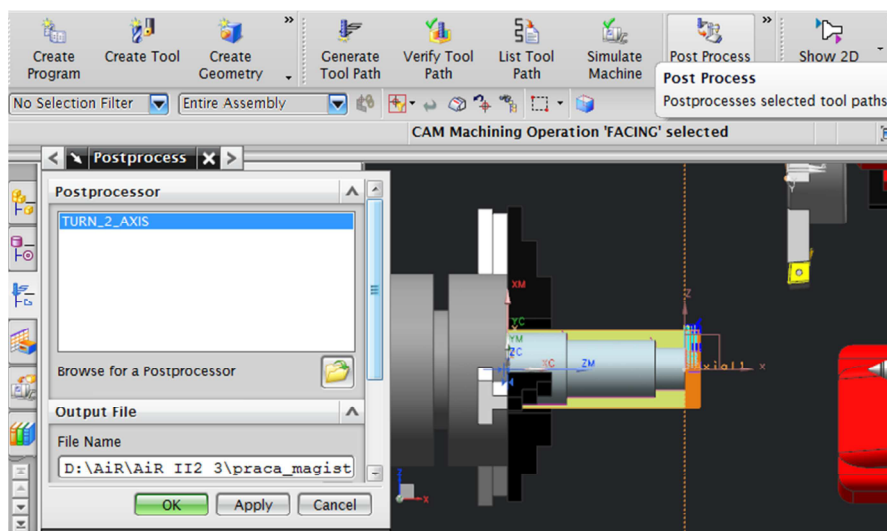 Create Program
Create Tool
Create Geometry
Generate Tool Path
Verify Tool Path
List Tool Path
Simulate Machine
Post Process
Show 2D
Post Process
Postprocesses selected tool paths
No Selection Filter
Entire Assembly
CAM Machining Operation 'FACING' selected
Postprocess
Postprocessor
TURN_2_AXIS
Browse for a Postprocessor
Output File
File Name
D:\AiR\AiR II2 3\praca_magist
OK
Apply
Cancel
XM
YC
YM
ZC
XC
ZM
Z
X